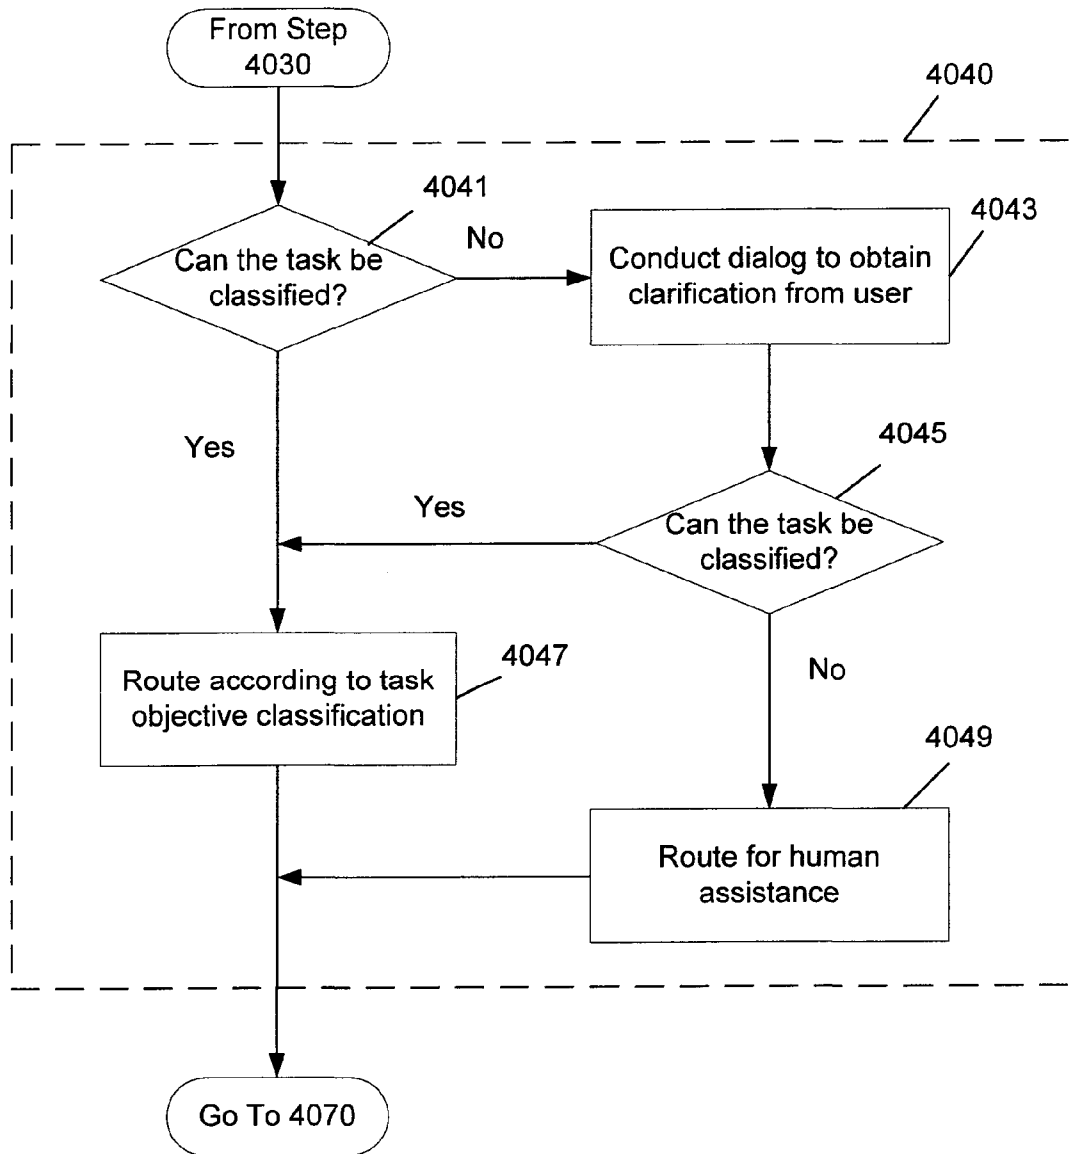 From Step
4030
4040
4041
Can the task be
classified?
No
4043
Conduct dialog to obtain
clarification from user
Yes
4045
Yes
Can the task be
classified?
4047
Route according to task
objective classification
No
4049
Route for human
assistance
Go To 4070